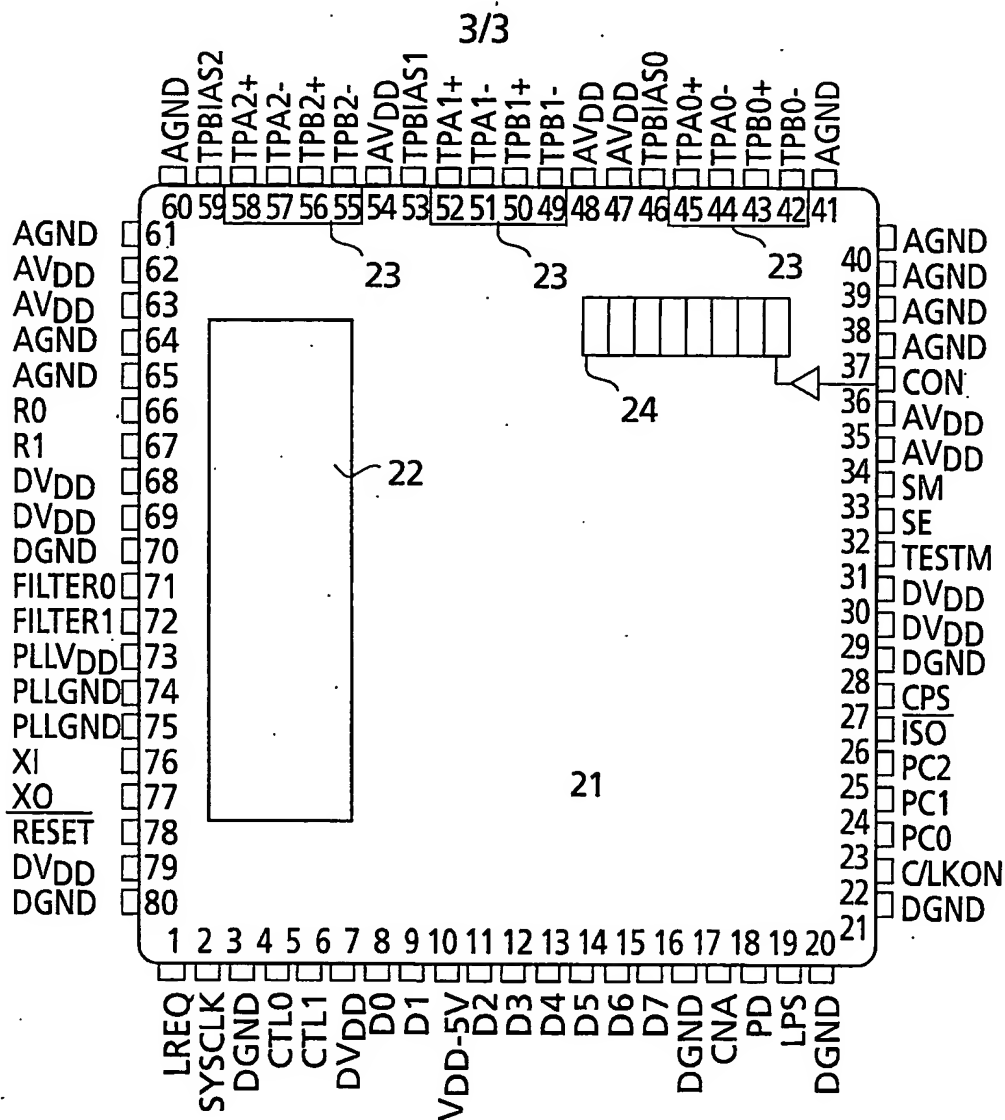 3/3
AGND TPBIAS2 TPA2+ TPA2- TPB2+ TPB2- AVDD TPBIAS1 TPA1+ TPA1- TPB1+ TPB1- AVDD AVDD TPBIAS0 TPA0+ TPA0- TPB0+ TPB0- AGND
60 59 58 57 56 55 54 53 52 51 50 49 48 47 46 45 44 43 42 41
23 23 23
AGND 61
AVDD 62
AVDD 63
AGND 64
AGND 65
R0 66
R1 67
DVDD 68
DVDD 69
DGND 70
FILTER0 71
FILTER1 72
PLLVDD 73
PLLGND 74
PLLGND 75
XI 76
XO 77
RESET 78
DVDD 79
DGND 80
22
24
21
40 AGND
39 AGND
38 AGND
37 AGND
36 CON
35 AVDD
34 AVDD
33 SM
32 SE
31 TESTM
30 DVDD
29 DVDD
28 DGND
27 CPS
26 ISO
25 PC2
24 PC1
23 PC0
22 C/LKON
21 DGND
1 2 3 4 5 6 7 8 9 10 11 12 13 14 15 16 17 18 19 20
LREQ SYSCLK DGND CTL0 CTL1 DVDD D0 D1 VDD-5V D2 D3 D4 D5 D6 D7 DGND CNA PD LPS DGND